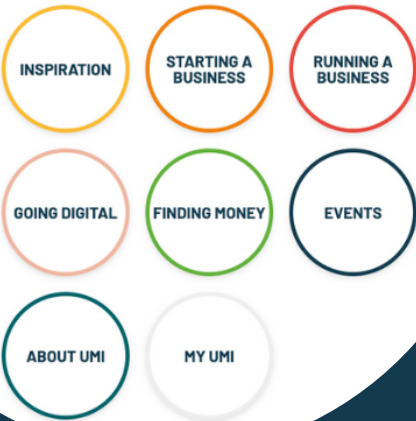 INSPIRATION
STARTING A
BUSINESS
RUNNING A
BUSINESS
GOING DIGITAL
FINDING MONEY
EVENTS
ABOUT UMI
MY UMI